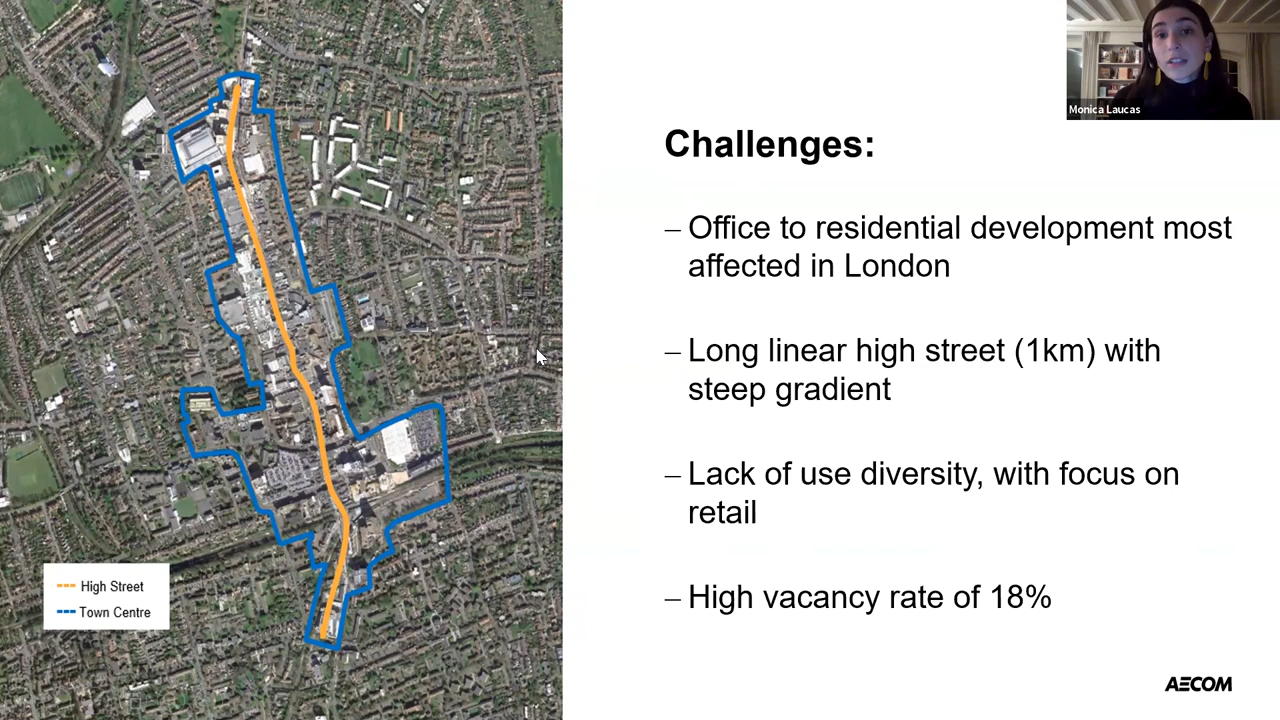 Monica Laucas
Challenges:
– Office to residential development most
affected in London
– Long linear high street (1km) with
steep gradient
– Lack of use diversity, with focus on
retail
– High vacancy rate of 18%
High Street
Town Centre
AECOM